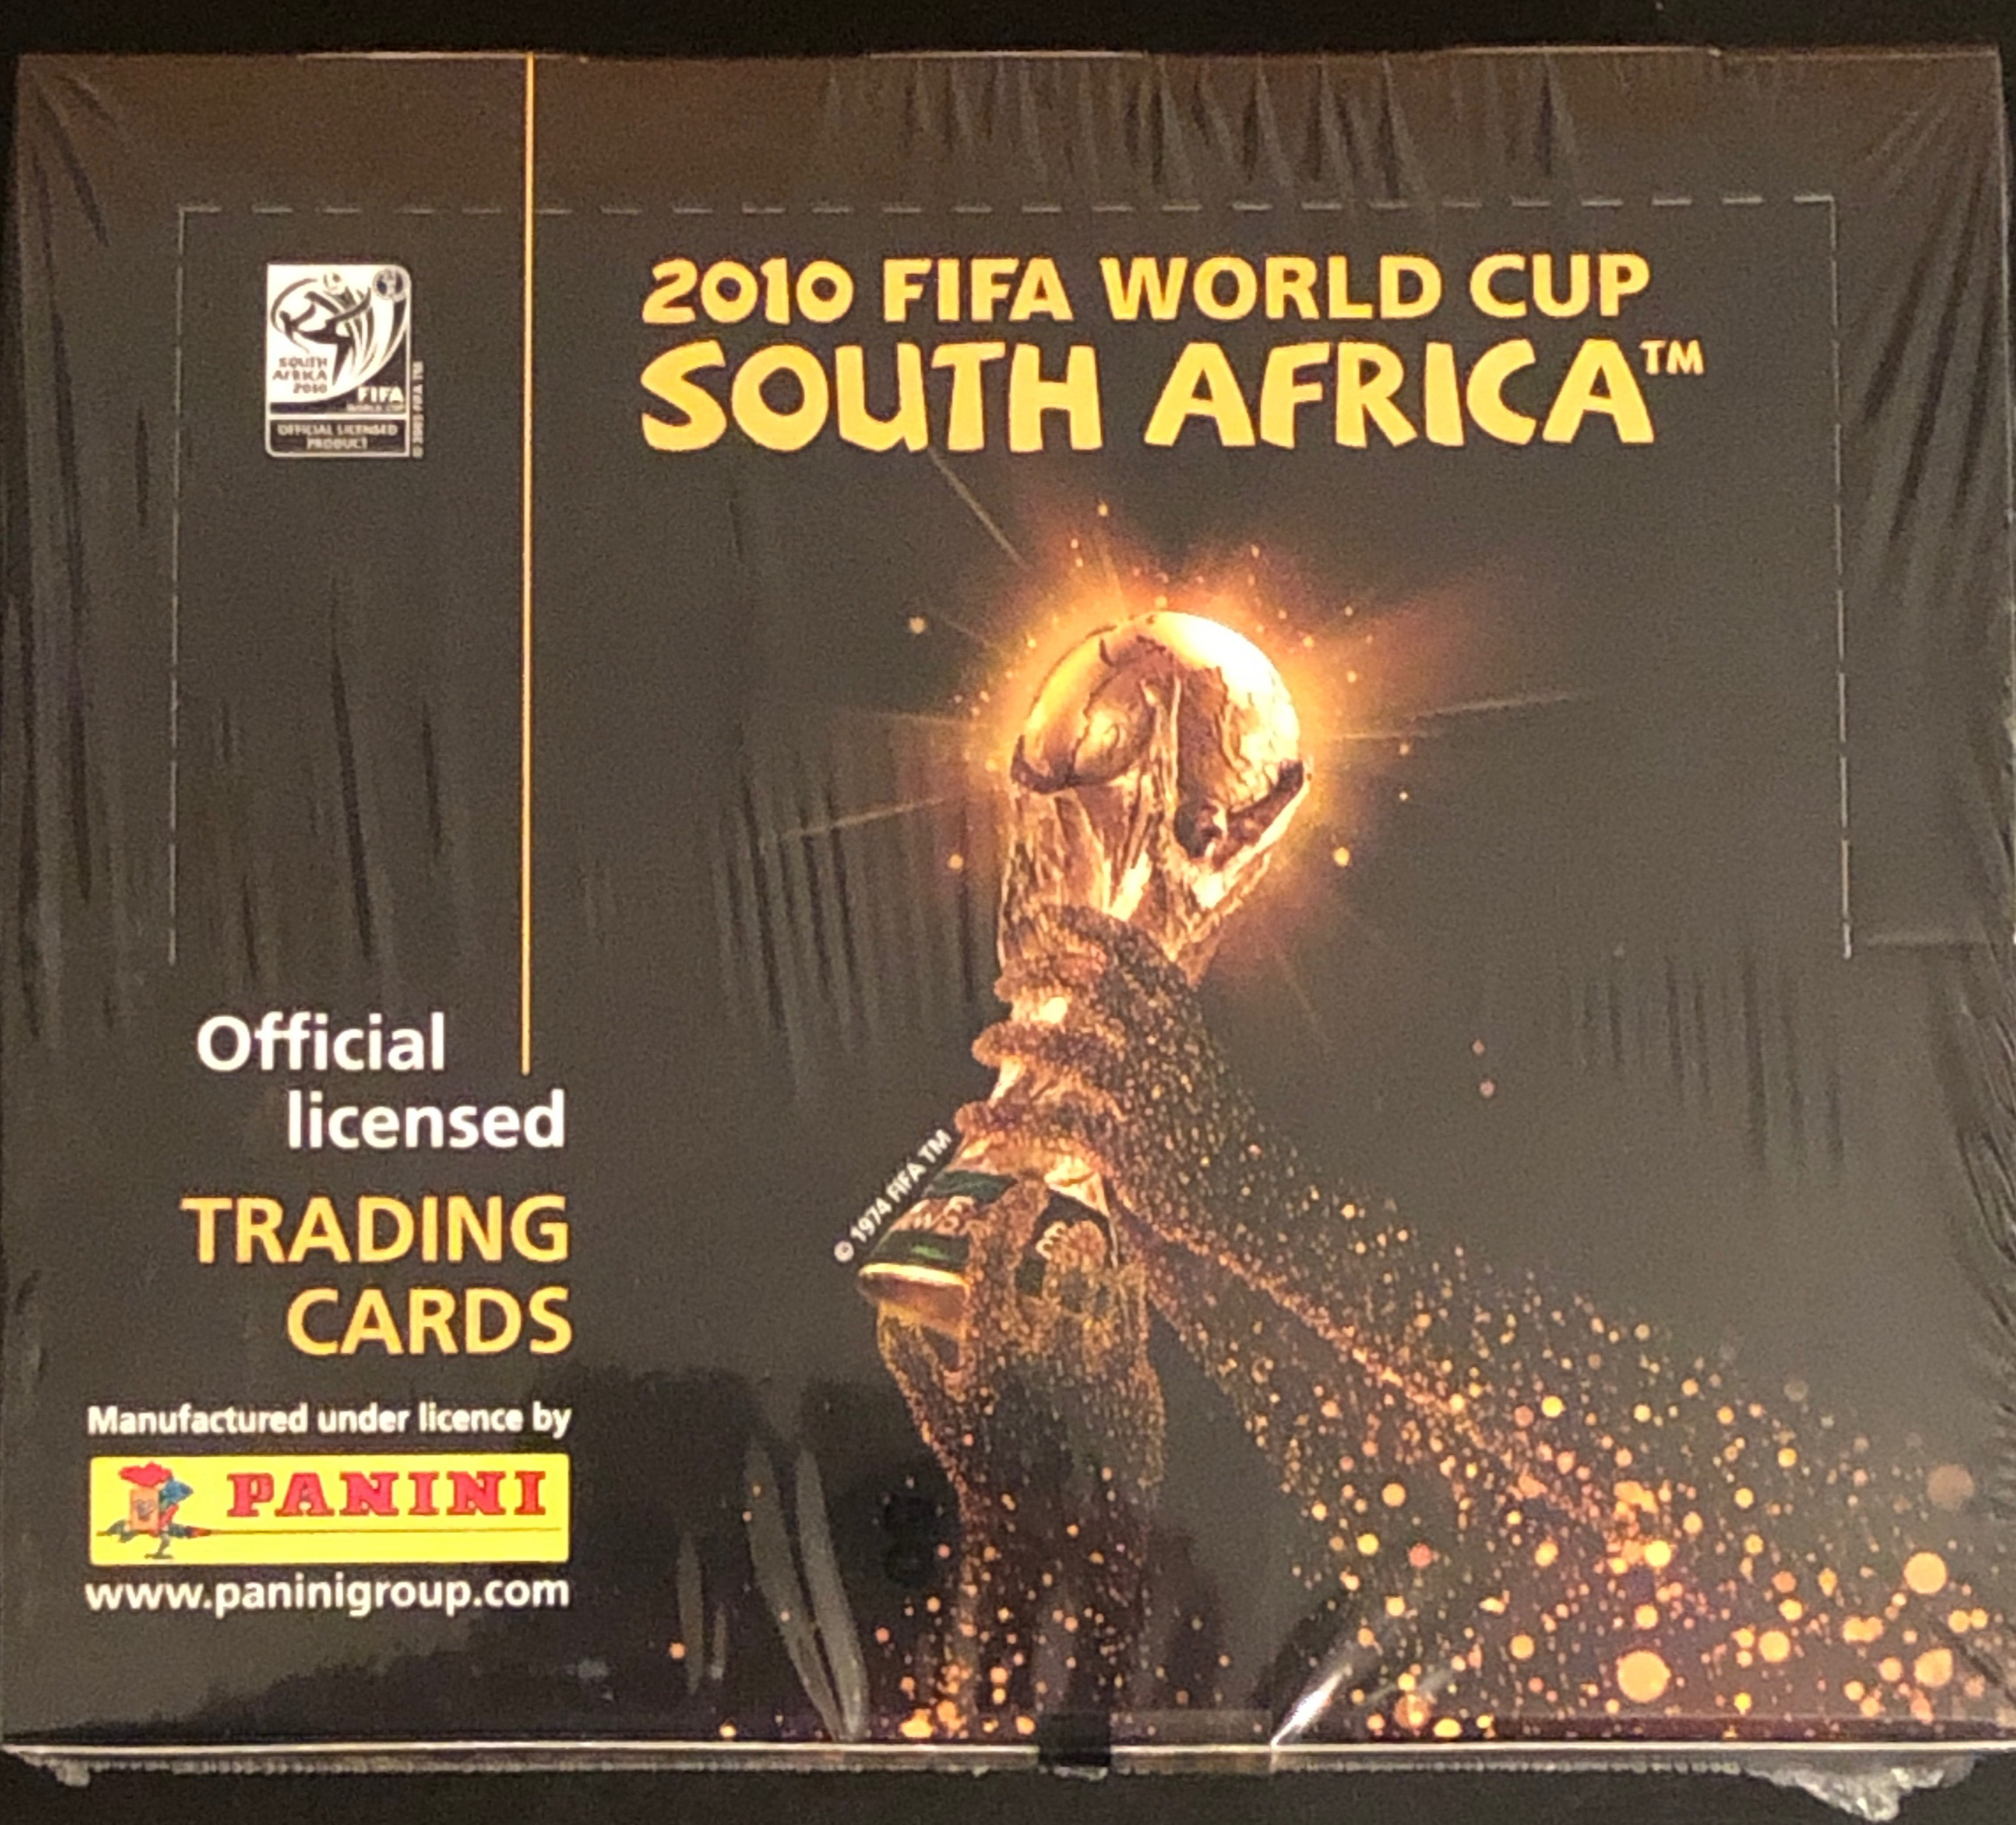 2010 FIFA WORLD CUP
SOUTH AFRICA™
SOUTH
AFRICA
2010
FIFA
WORLD CUP
OFFICIAL LICENSED
PRODUCT
Official
licensed
TRADING
CARDS
© 1974 FIFA TM
Manufactured under licence by
PANINI
www.paninigroup.com